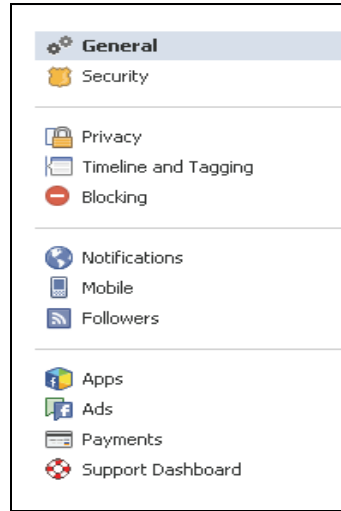 General
Security
Privacy
Timeline and Tagging
Blocking
Notifications
Mobile
Followers
Apps
Ads
Payments
Support Dashboard